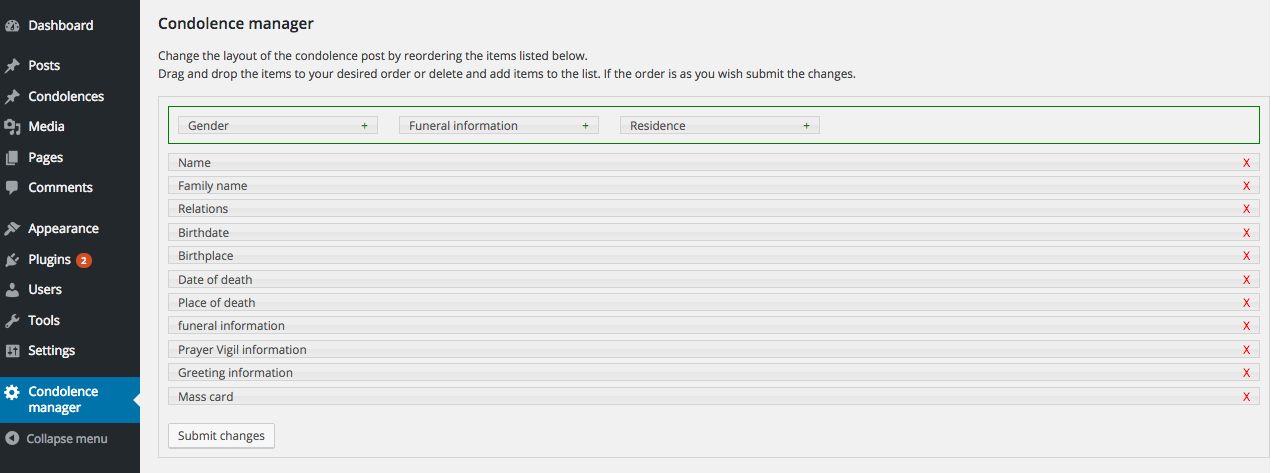 Dashboard
Posts
Condolences
Media
Pages
Comments
Appearance
Plugins 2
Users
Tools
Settings
Condolence
manager
Collapse menu
Condolence manager
Change the layout of the condolence post by reordering the items listed below.
Drag and drop the items to your desired order or delete and add items to the list. If the order is as you wish submit the changes.
Gender + Funeral information + Residence +
Name X
Family name X
Relations X
Birthdate X
Birthplace X
Date of death X
Place of death X
funeral information X
Prayer Vigil information X
Greeting information X
Mass card X
Submit changes